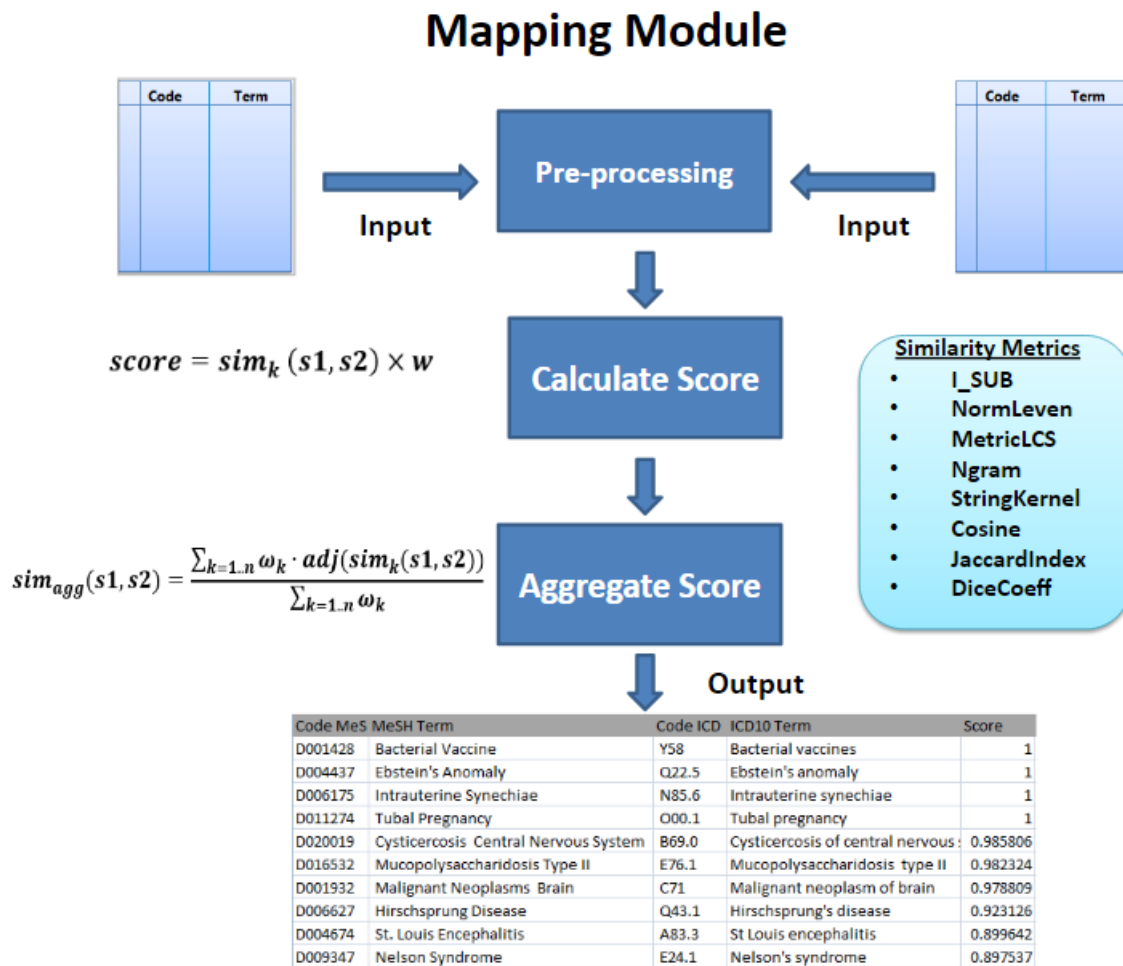 Mapping Module
Code Term
Code Term
Pre-processing
Input
Input
score = sim_k (s1, s2) × w
Calculate Score
Similarity Metrics
• I_SUB
• NormLeven
• MetricLCS
• Ngram
• StringKernel
• Cosine
• JaccardIndex
• DiceCoeff
sim_agg(s1, s2) = ∑_{k=1..n} ω_k · adj(sim_k(s1, s2)) / ∑_{k=1..n} ω_k
Aggregate Score
Output
Code MeS MeSH Term Code ICD ICD10 Term Score
D001428 Bacterial Vaccine Y58 Bacterial vaccines 1
D004437 Ebstein's Anomaly Q22.5 Ebstein's anomaly 1
D006175 Intrauterine Synechiae N85.6 Intrauterine synechiae 1
D011274 Tubal Pregnancy O00.1 Tubal pregnancy 1
D020019 Cysticercosis Central Nervous System B69.0 Cysticercosis of central nervous 0.985806
D016532 Mucopolysaccharidosis Type II E76.1 Mucopolysaccharidosis type II 0.982324
D001932 Malignant Neoplasms Brain C71 Malignant neoplasm of brain 0.978809
D006627 Hirschsprung Disease Q43.1 Hirschsprung's disease 0.923126
D004674 St. Louis Encephalitis A83.3 St Louis encephalitis 0.899642
D009347 Nelson Syndrome E24.1 Nelson's syndrome 0.897537